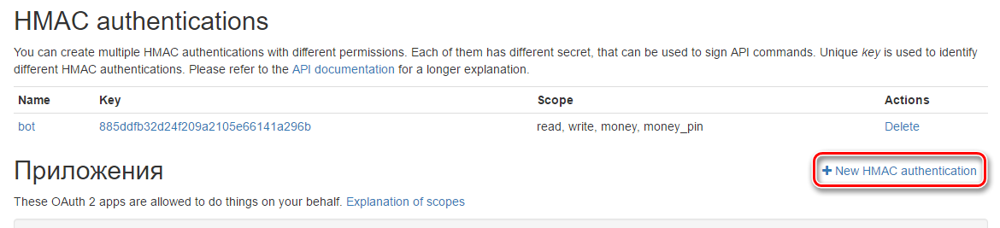 HMAC authentications
You can create multiple HMAC authentications with different permissions. Each of them has different secret, that can be used to sign API commands. Unique key is used to identify
different HMAC authentications. Please refer to the API documentation for a longer explanation.
Name Key Scope Actions
bot 885ddfb32d24f209a2105e66141a296b read, write, money, money_pin Delete
Приложения + New HMAC authentication
These OAuth 2 apps are allowed to do things on your behalf. Explanation of scopes